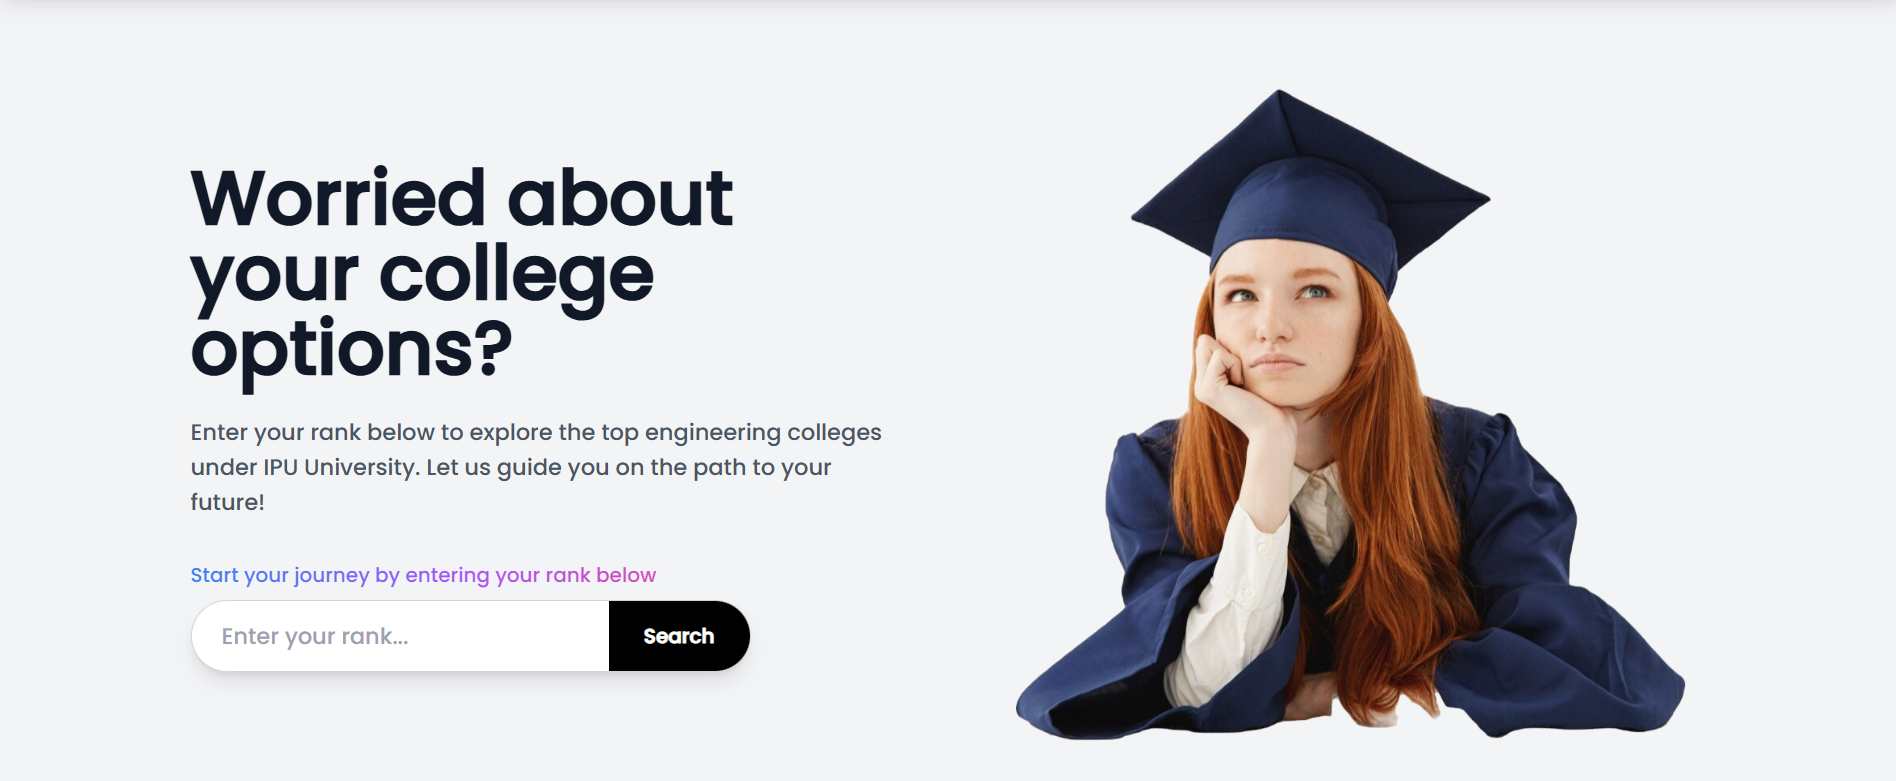 Worried about
your college
options?
Enter your rank below to explore the top engineering colleges
under IPU University. Let us guide you on the path to your
future!
Start your journey by entering your rank below
Enter your rank...
Search